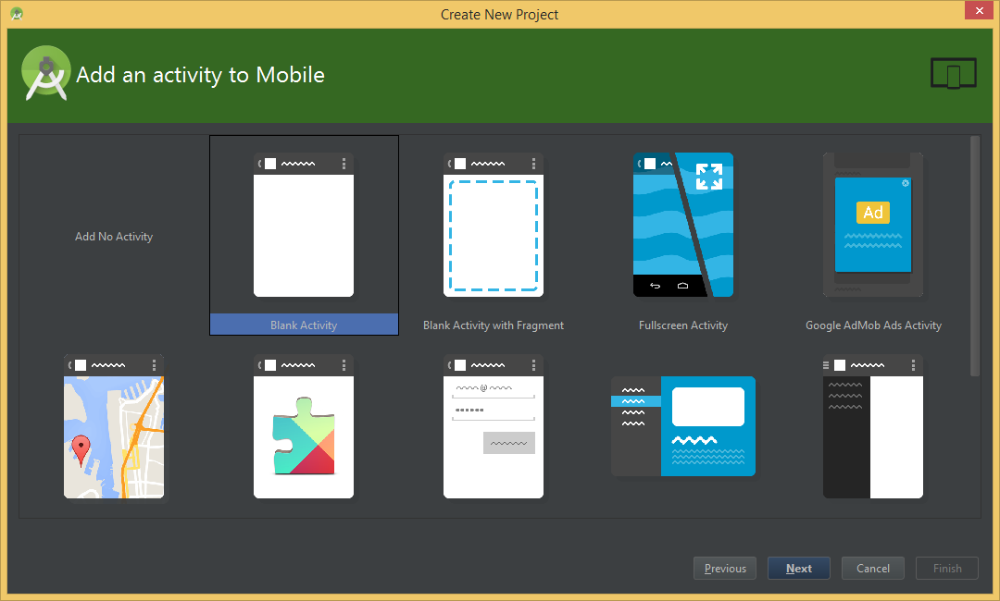 Create New Project
Add an activity to Mobile
Ad
Add No Activity
Blank Activity
Blank Activity with Fragment
Fullscreen Activity
Google AdMob Ads Activity
@
Previous
Next
Cancel
Finish